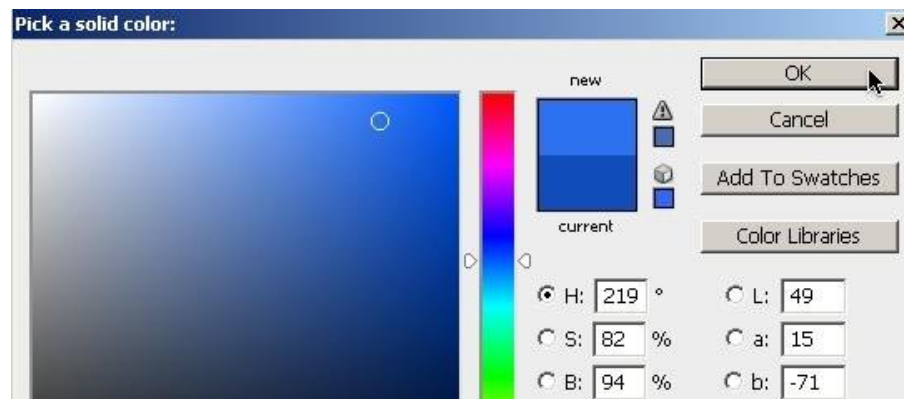 Pick a solid color:
new
OK
Cancel
Add To Swatches
current
Color Libraries
H: 219 ° L: 49
S: 82 % a: 15
B: 94 % b: -71